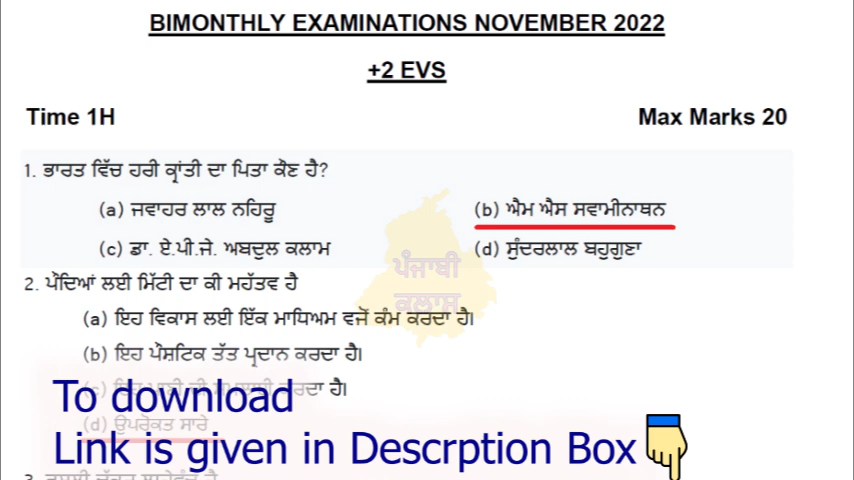 BIMONTHLY EXAMINATIONS NOVEMBER 2022
+2 EVS
Time 1H Max Marks 20
1. ਭਾਰਤ ਵਿੱਚ ਹਰੀ ਕ੍ਰਾਂਤੀ ਦਾ ਪਿਤਾ ਕੌਣ ਹੈ?
(a) ਜਵਾਹਰ ਲਾਲ ਨਹਿਰੂ (b) ਐਮ ਐਸ ਸਵਾਮੀਨਾਥਨ
(c) ਡਾ. ਏ.ਪੀ.ਜੇ. ਅਬਦੁਲ ਕਲਾਮ (d) ਸੁੰਦਰਲਾਲ ਬਹੁਗੁਣਾ
ਪੰਜਾਬੀ
ਕਲਾਸ
2. ਪੌਦਿਆਂ ਲਈ ਮਿੱਟੀ ਦਾ ਕੀ ਮਹੱਤਵ ਹੈ
(a) ਇਹ ਵਿਕਾਸ ਲਈ ਇੱਕ ਮਾਧਿਅਮ ਵਜੋਂ ਕੰਮ ਕਰਦਾ ਹੈ।
(b) ਇਹ ਪੌਸ਼ਟਿਕ ਤੱਤ ਪ੍ਰਦਾਨ ਕਰਦਾ ਹੈ।
(c) ਕਰਦਾ ਹੈ।
(d) ਉਪਰੋਕਤ ਸਾਰੇ
To download
Link is given in Descrption Box